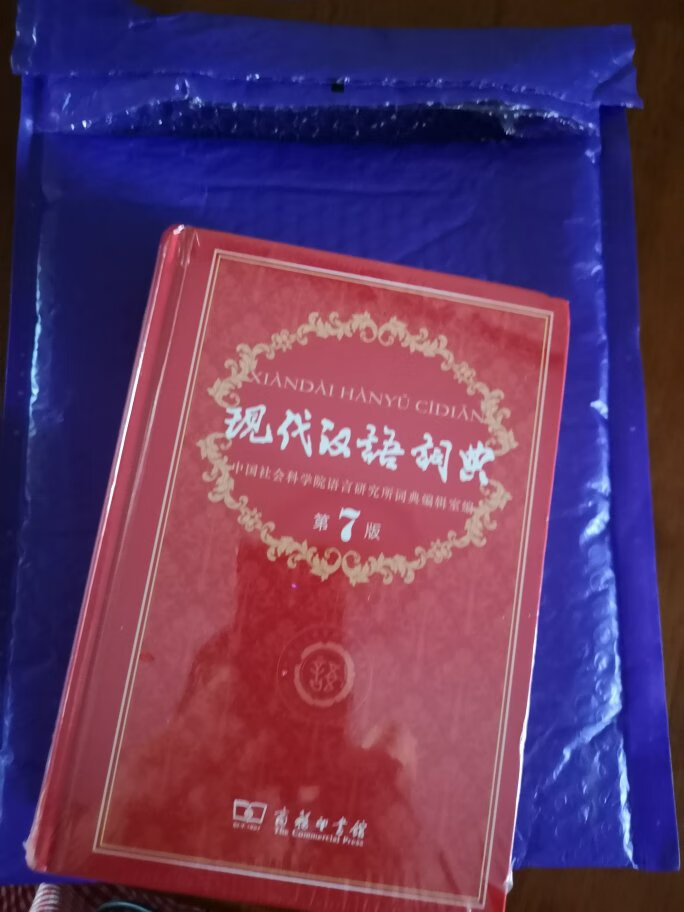 XIÀNDÀI HÀNYǓ CÍDIǍN
现代汉语词典
中国社会科学院语言研究所词典编辑室编
第7版
商务印书馆
The Commercial Press